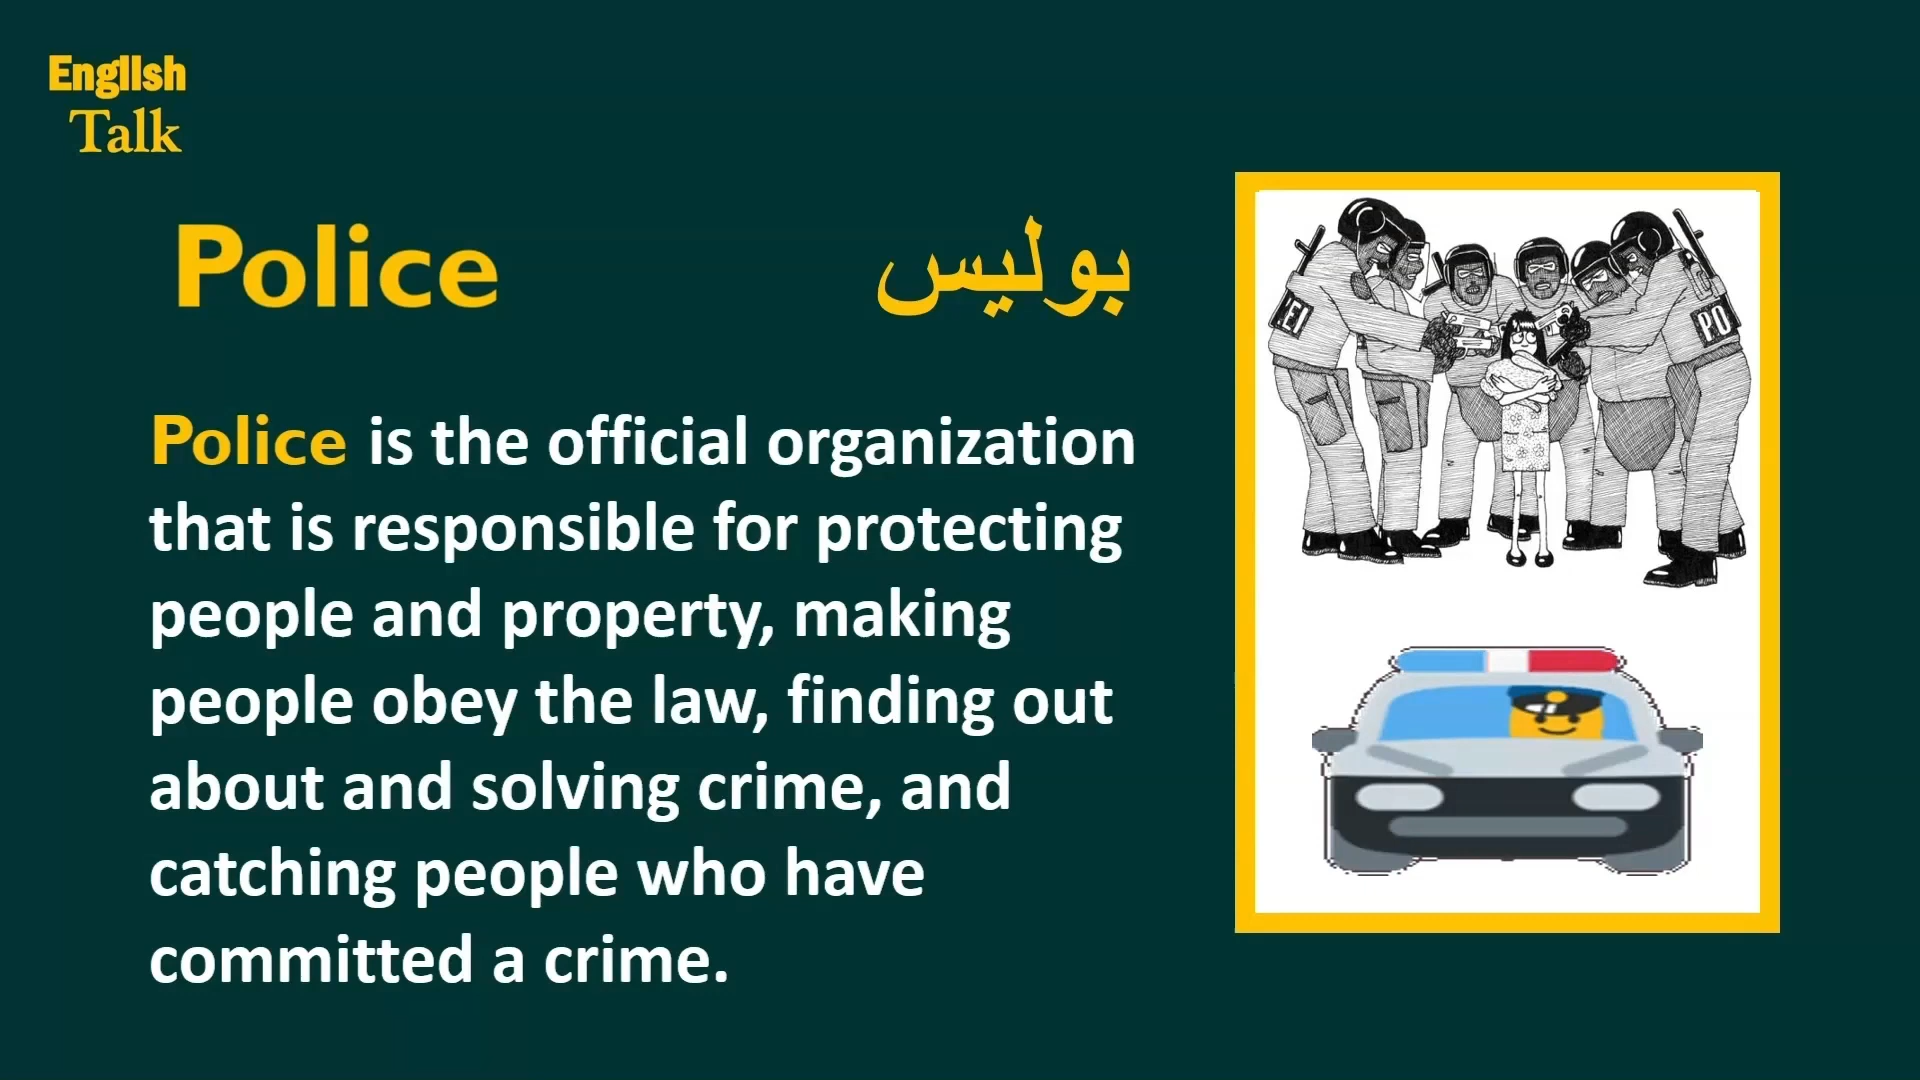 English
Talk
Police
بوليس
Police is the official organization
that is responsible for protecting
people and property, making
people obey the law, finding out
about and solving crime, and
catching people who have
committed a crime.
PO